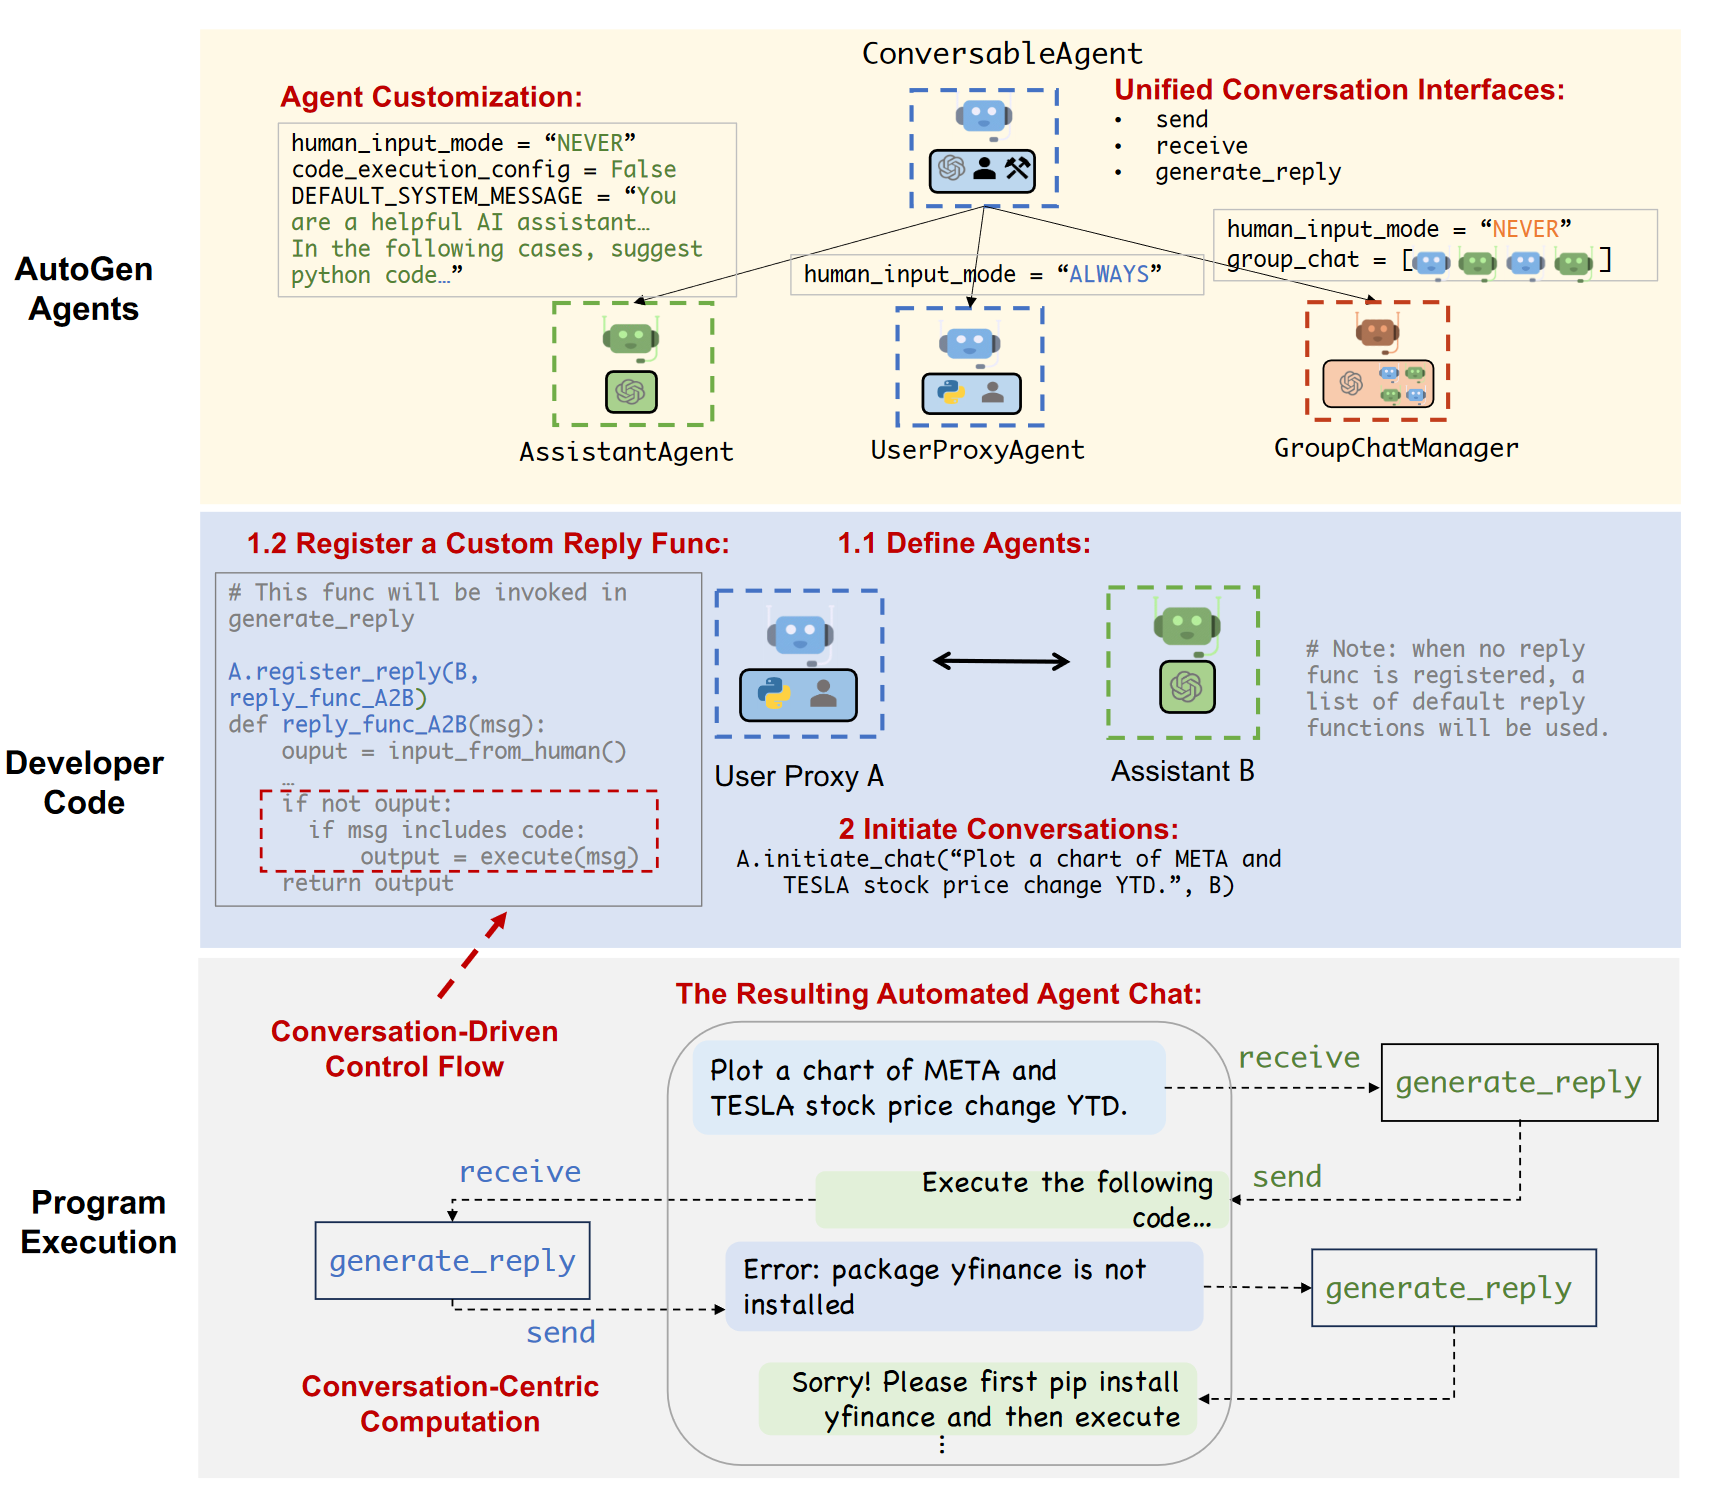 ConversableAgent
Agent Customization:
human_input_mode = “NEVER”
code_execution_config = False
DEFAULT_SYSTEM_MESSAGE = “You
are a helpful AI assistant…
In the following cases, suggest
python code…”
Unified Conversation Interfaces:
• send
• receive
• generate_reply
human_input_mode = “ALWAYS”
human_input_mode = “NEVER”
group_chat = [ ]
AutoGen
Agents
AssistantAgent
UserProxyAgent
GroupChatManager
1.2 Register a Custom Reply Func:
# This func will be invoked in
generate_reply
A.register_reply(B,
reply_func_A2B)
def reply_func_A2B(msg):
ouput = input_from_human()
…
if not ouput:
if msg includes code:
output = execute(msg)
return output
1.1 Define Agents:
User Proxy A
Assistant B
# Note: when no reply
func is registered, a
list of default reply
functions will be used.
Developer
Code
2 Initiate Conversations:
A.initiate_chat(“Plot a chart of META and
TESLA stock price change YTD.”, B)
Conversation-Driven
Control Flow
The Resulting Automated Agent Chat:
Plot a chart of META and
TESLA stock price change YTD.
receive
generate_reply
send
Execute the following
code…
receive
generate_reply
send
Program
Execution
Error: package yfinance is not
installed
generate_reply
Sorry! Please first pip install
yfinance and then execute
⋮
Conversation-Centric
Computation